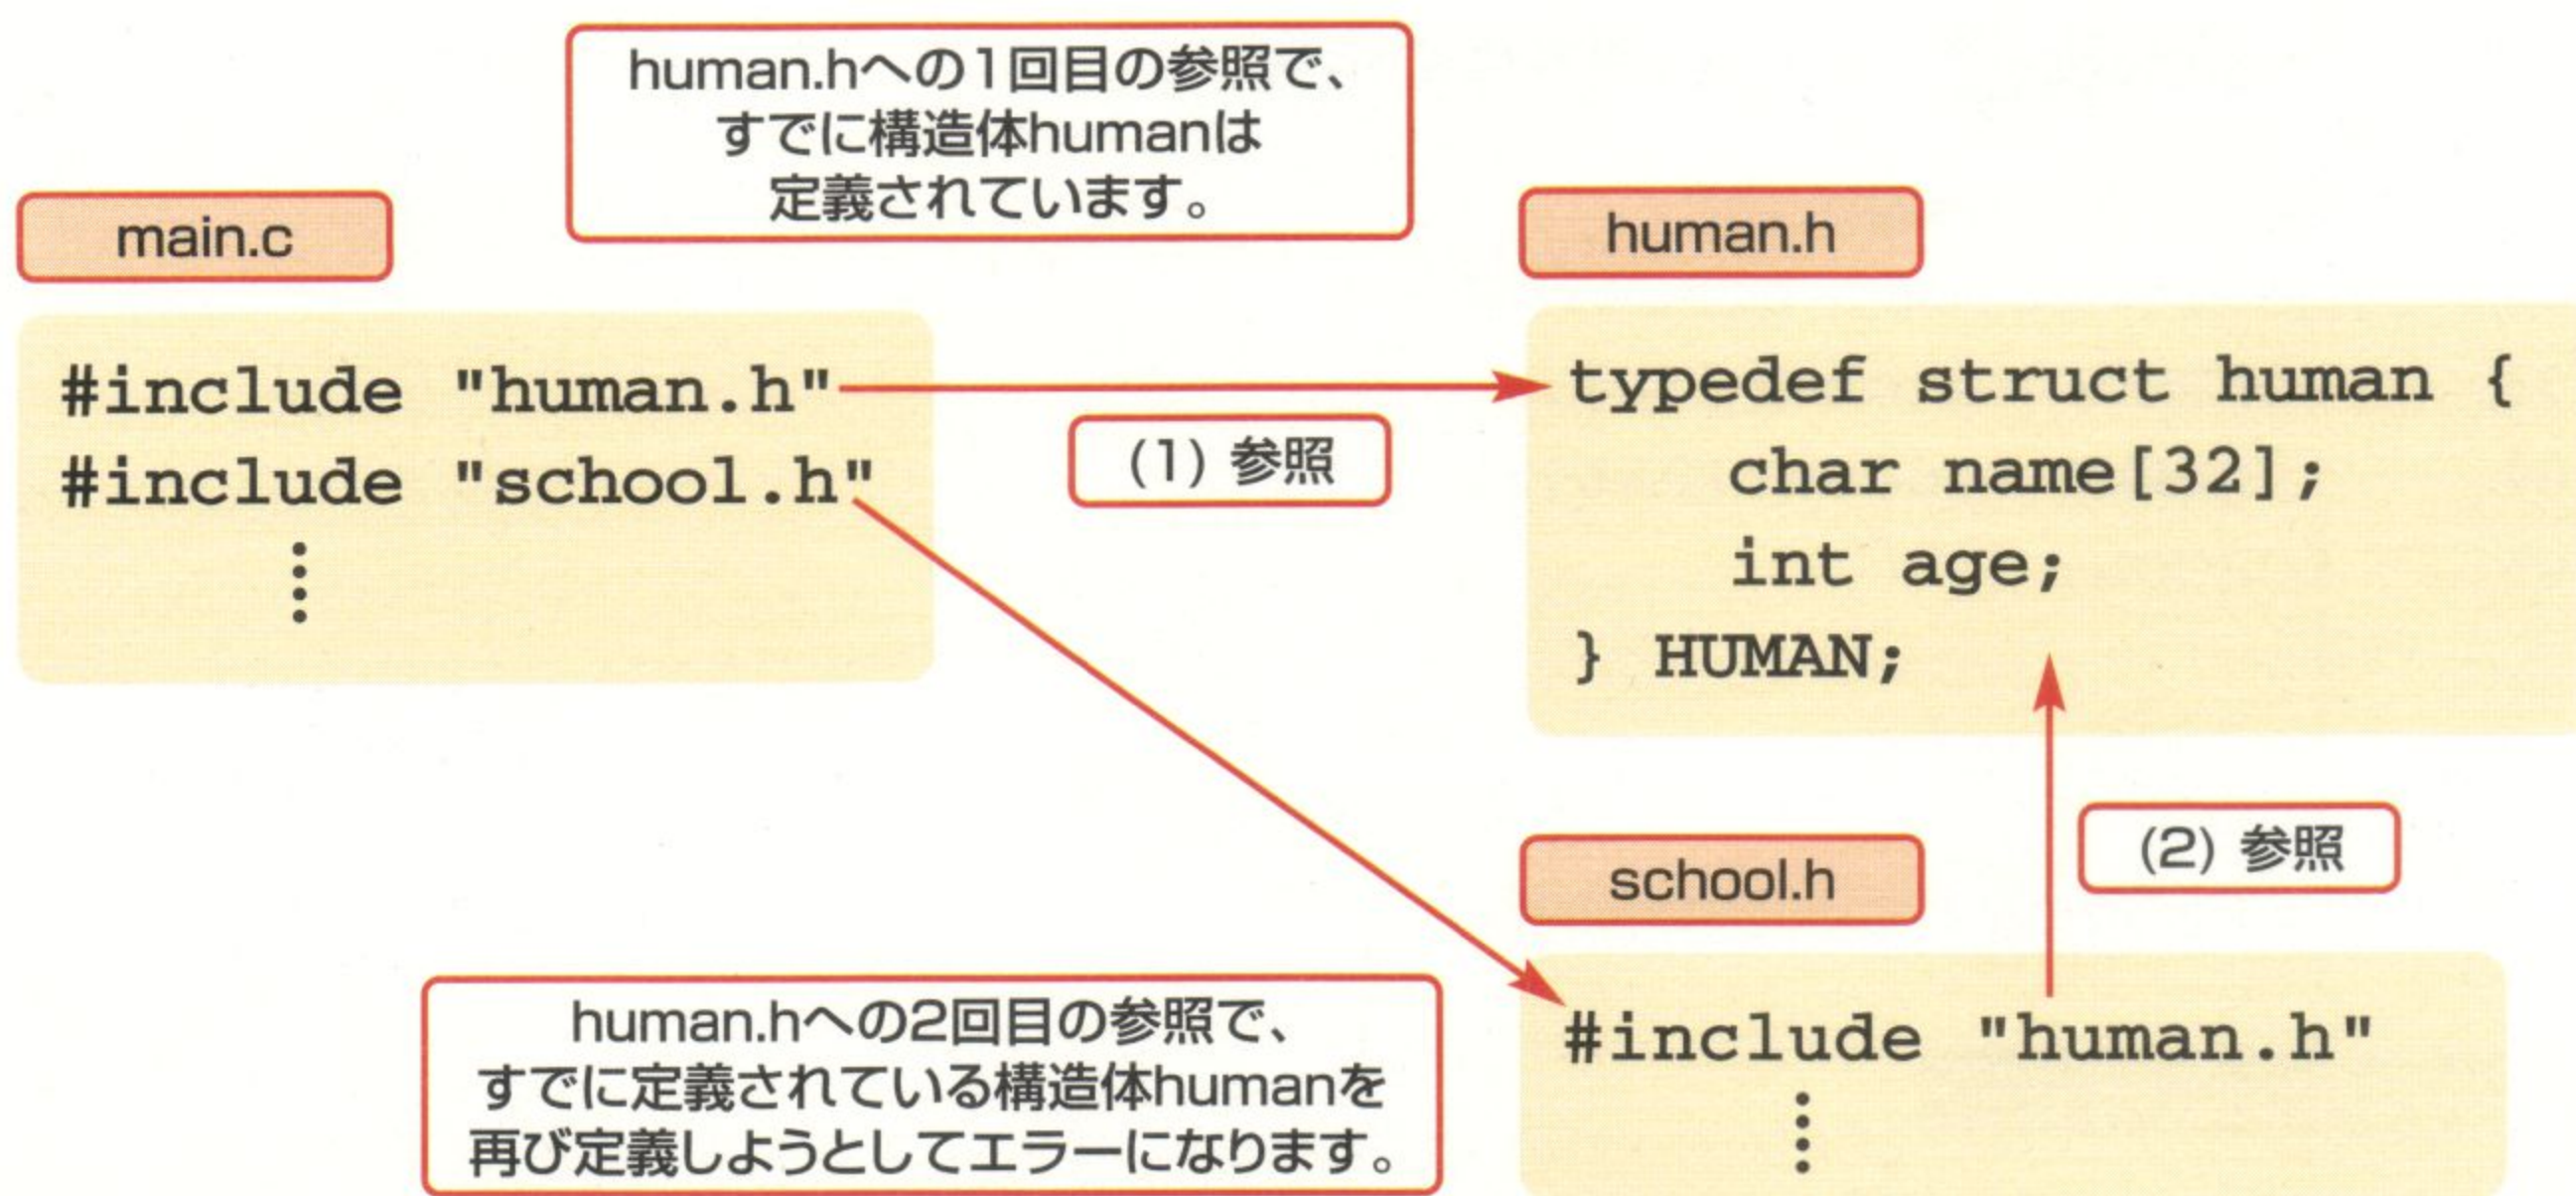 human.hへの1回目の参照で、
すでに構造体humanは
定義されています。
main.c
#include "human.h"
#include "school.h"
(1) 参照
human.h
typedef struct human {
char name[32];
int age;
} HUMAN;
(2) 参照
school.h
#include "human.h"
human.hへの2回目の参照で、
すでに定義されている構造体humanを
再び定義しようとしてエラーになります。